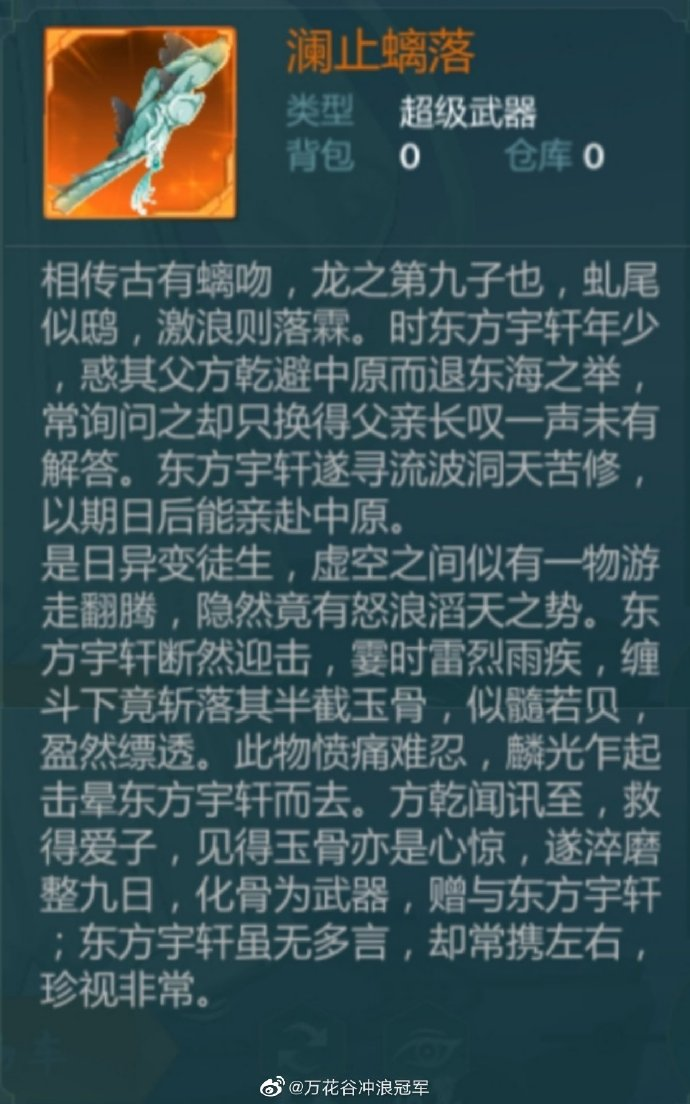 澜止螭落
类型 超级武器
背包 0 仓库 0
相传古有螭吻，龙之第九子也，虬尾
似鸱，激浪则落霖。时东方宇轩年少
，惑其父方乾避中原而退东海之举，
常询问之却只换得父亲长叹一声未有
解答。东方宇轩遂寻流波洞天苦修，
以期日后能亲赴中原。
是日异变徒生，虚空之间似有一物游
走翻腾，隐然竟有怒浪滔天之势。东
方宇轩断然迎击，霎时雷烈雨疾，缠
斗下竟斩落其半截玉骨，似髓若贝，
盈然缥透。此物愤痛难忍，麟光乍起
击晕东方宇轩而去。方乾闻讯至，救
得爱子，见得玉骨亦是心惊，遂淬磨
整九日，化骨为武器，赠与东方宇轩
；东方宇轩虽无多言，却常携左右，
珍视非常。
@万花谷冲浪冠军